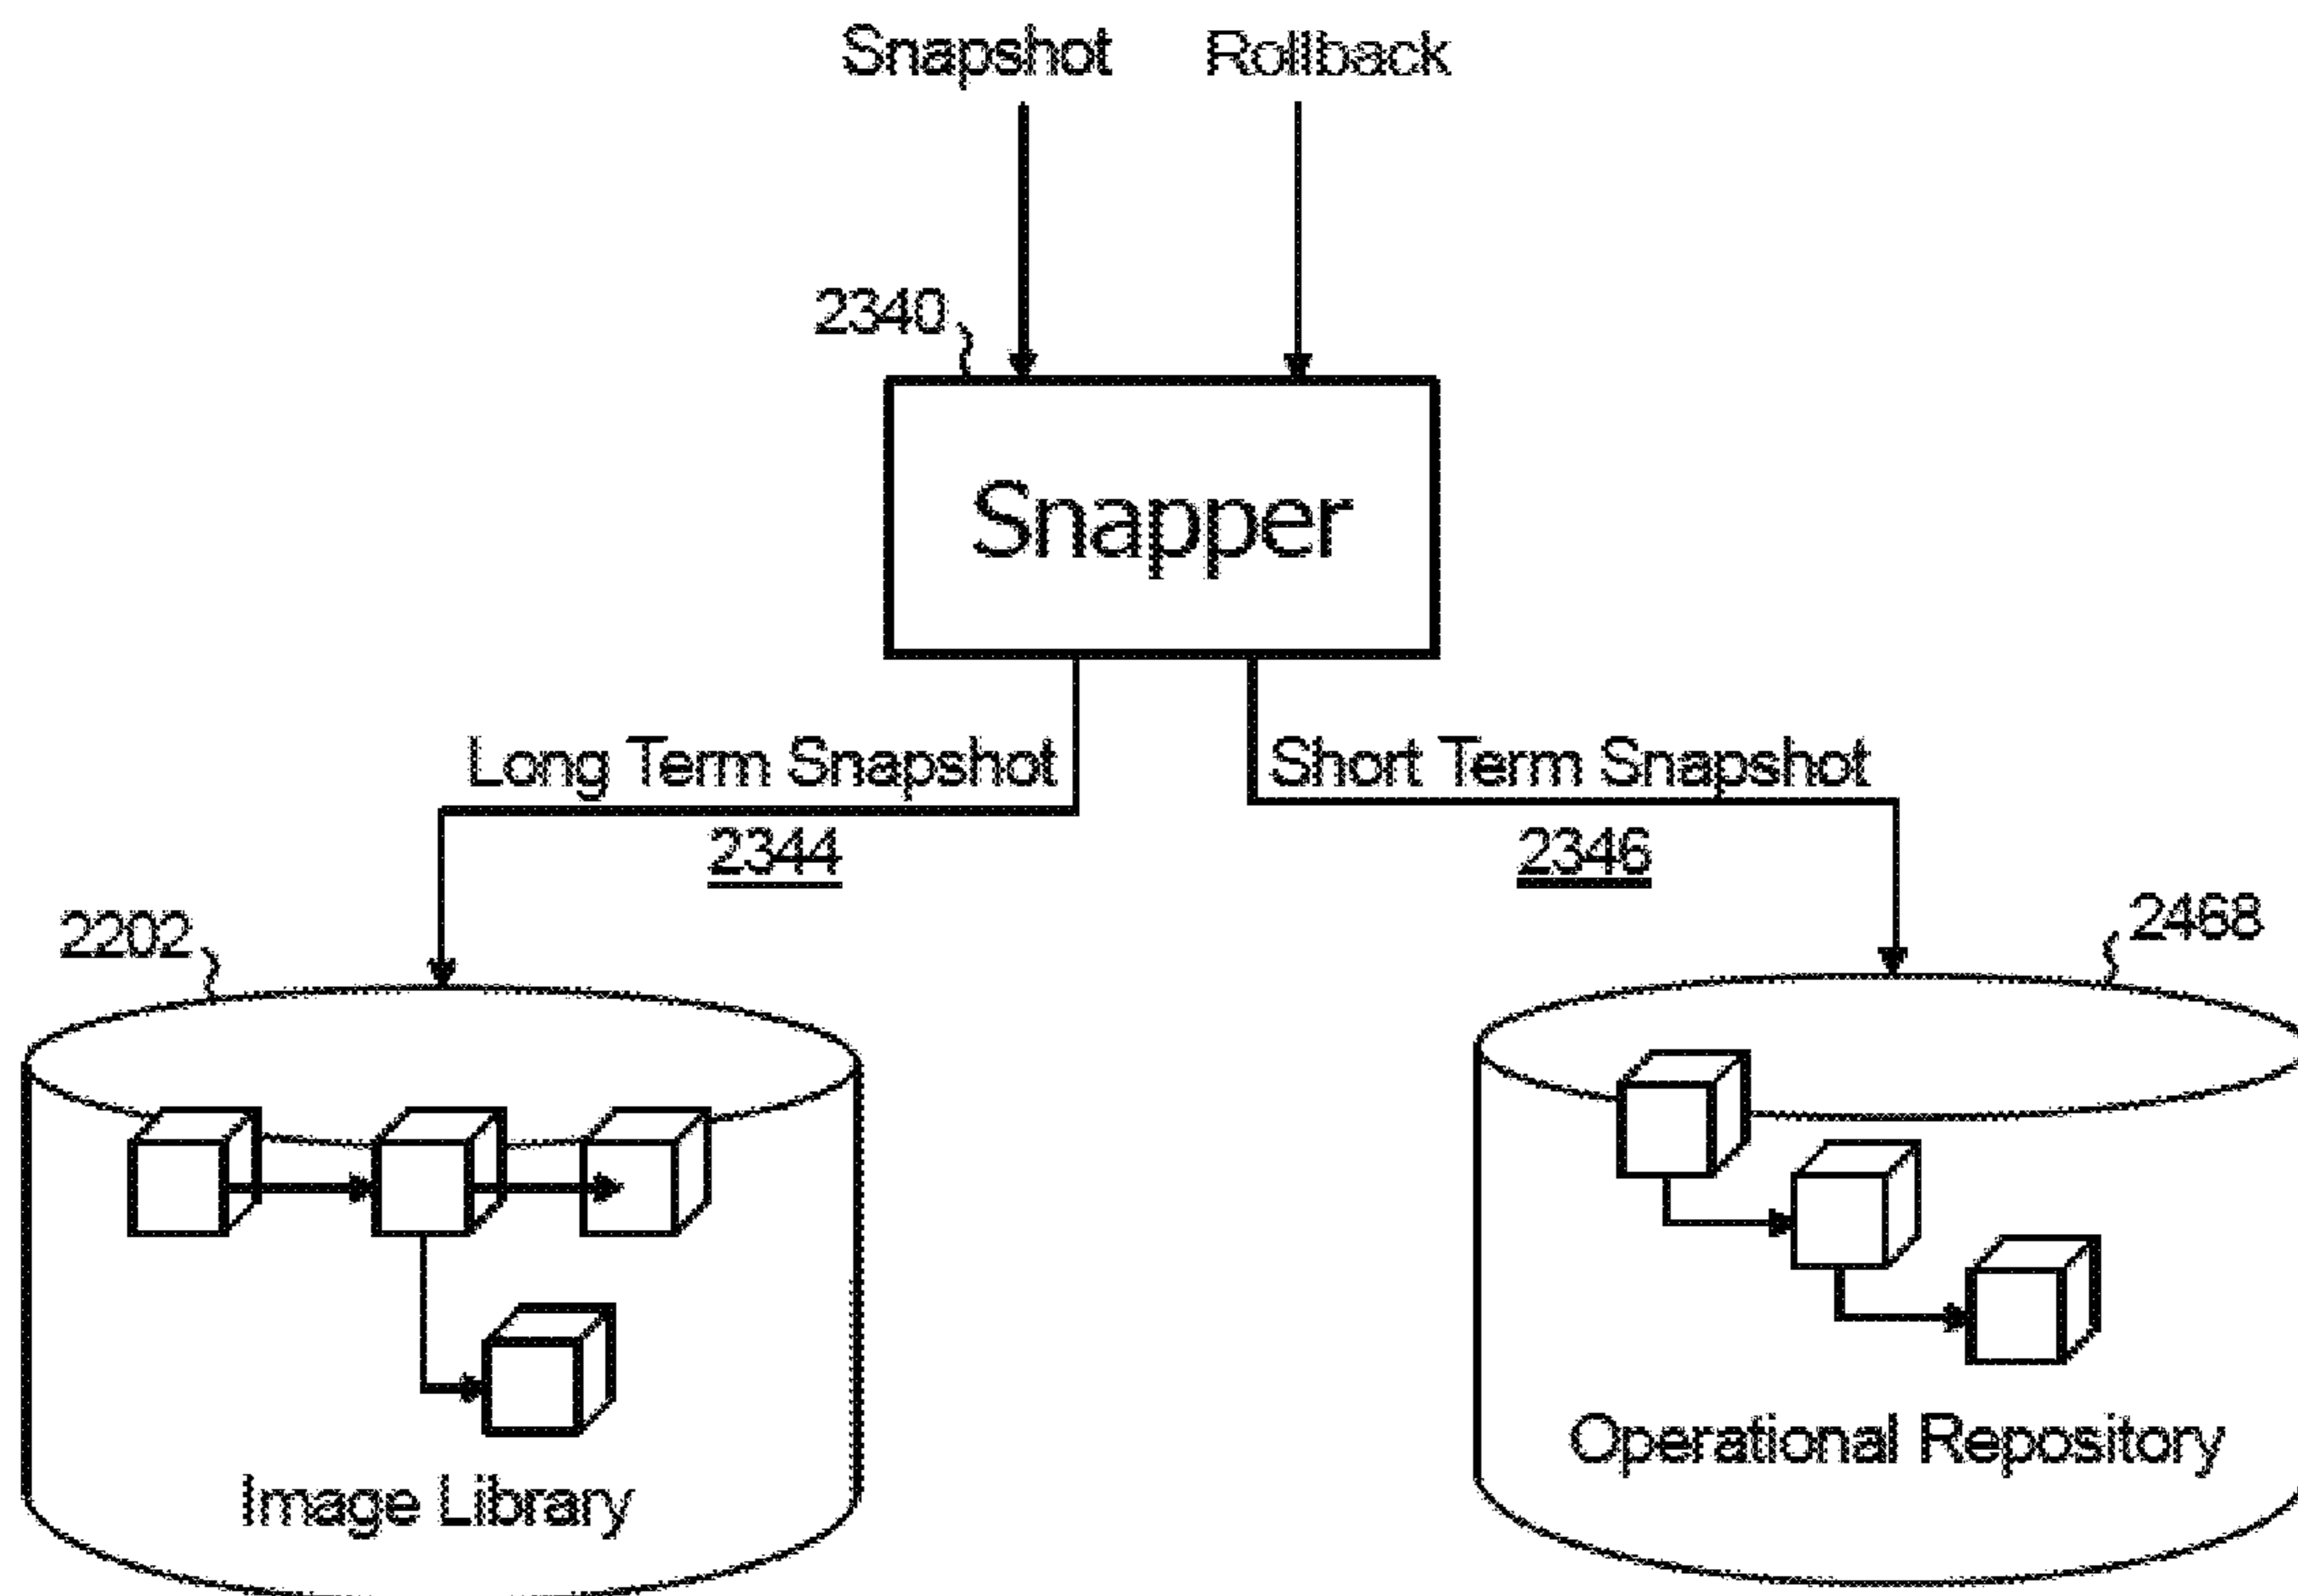 Snapshot Rollback
2340
Snapper
Long Term Snapshot Short Term Snapshot
2344 2346
2202 2468
Operational Repository
Image Library